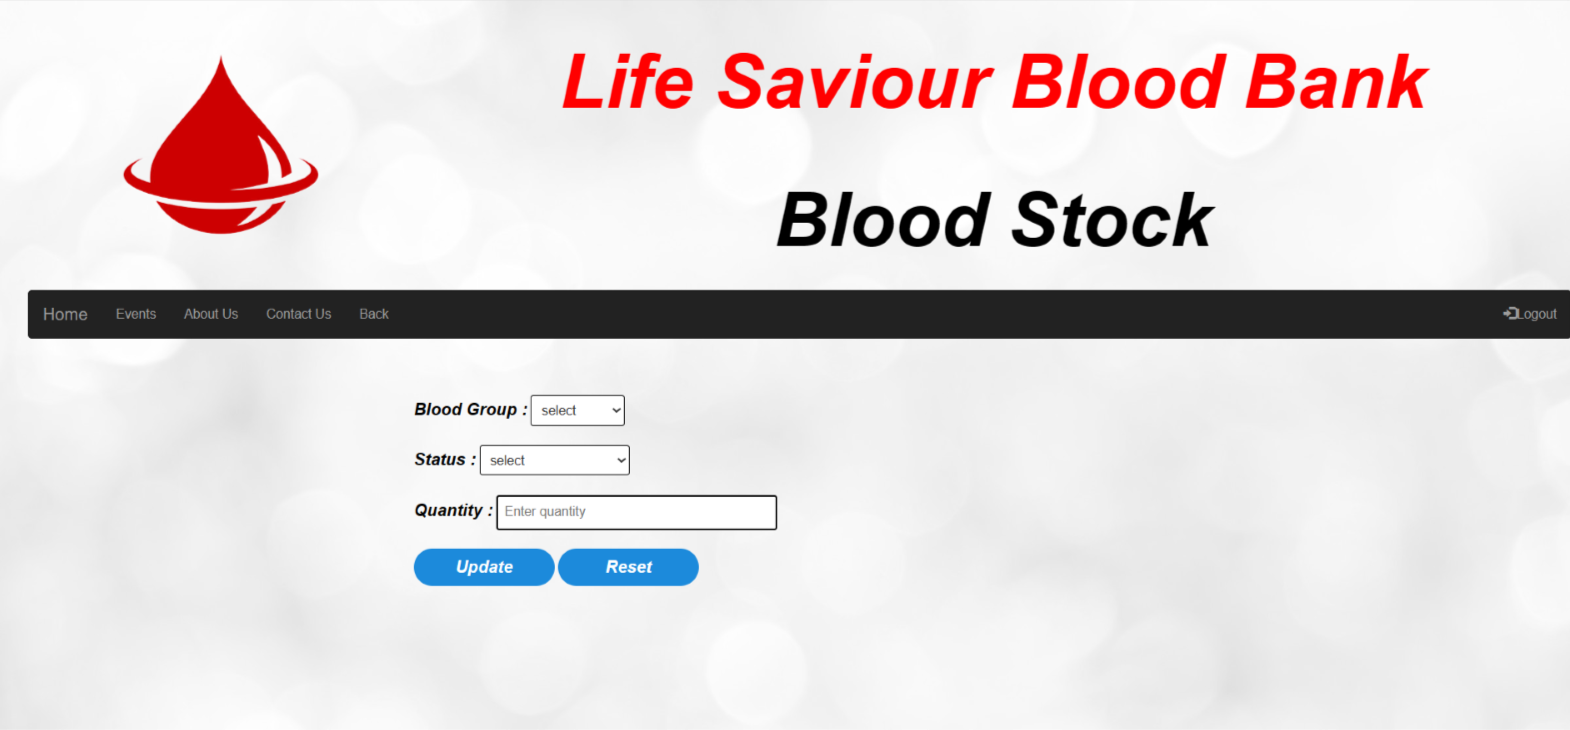 Life Saviour Blood Bank
Blood Stock
Home Events About Us Contact Us Back Logout
Blood Group : select
Status : select
Quantity : Enter quantity
Update Reset